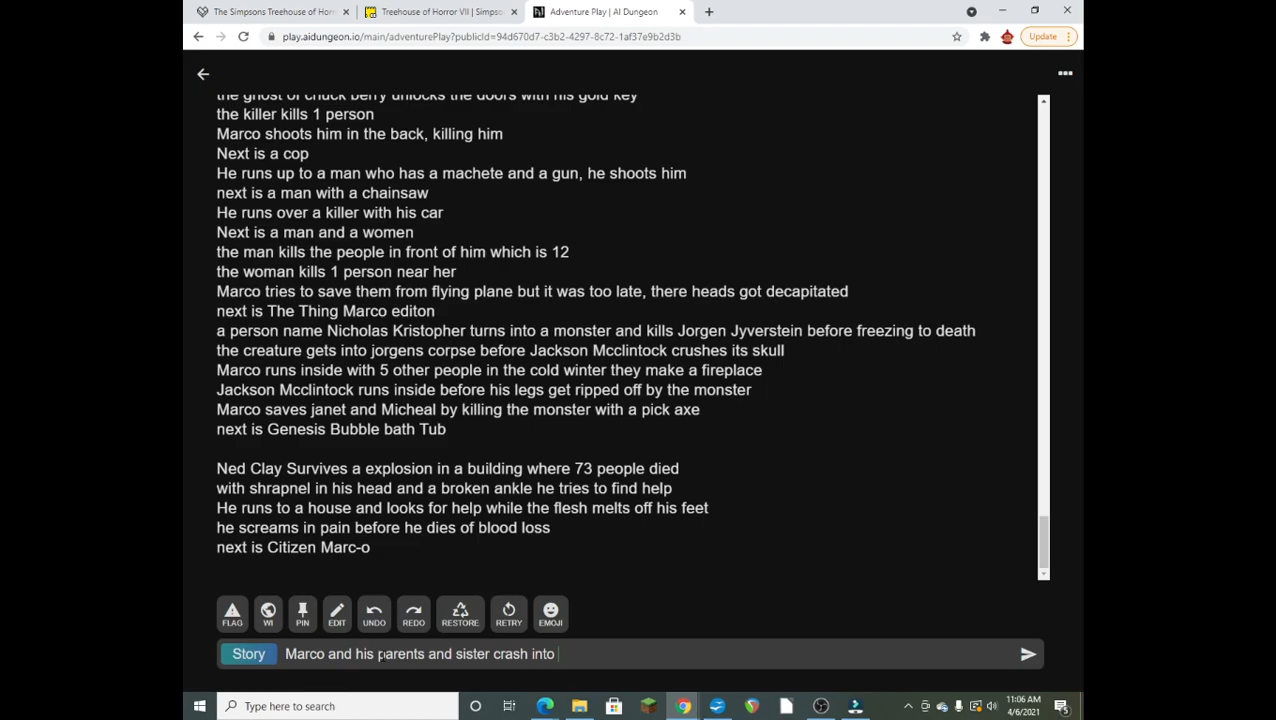 The Simpsons Treehouse of Horr
Treehouse of Horror VII | Simpso
Adventure Play | AI Dungeon
play.aidungeon.io/main/adventurePlay?publicId=94d670d7-c3b2-4297-8c72-1af37e9b2d3b
Update
the ghost of chuck berry unlocks the doors with his gold key
the killer kills 1 person
Marco shoots him in the back, killing him
Next is a cop
He runs up to a man who has a machete and a gun, he shoots him
next is a man with a chainsaw
He runs over a killer with his car
Next is a man and a women
the man kills the people in front of him which is 12
the woman kills 1 person near her
Marco tries to save them from flying plane but it was too late, there heads got decapitated
next is The Thing Marco editon
a person name Nicholas Kristopher turns into a monster and kills Jorgen Jyverstein before freezing to death
the creature gets into jorgens corpse before Jackson Mcclintock crushes its skull
Marco runs inside with 5 other people in the cold winter they make a fireplace
Jackson Mcclintock runs inside before his legs get ripped off by the monster
Marco saves janet and Micheal by killing the monster with a pick axe
next is Genesis Bubble bath Tub
Ned Clay Survives a explosion in a building where 73 people died
with shrapnel in his head and a broken ankle he tries to find help
He runs to a house and looks for help while the flesh melts off his feet
he screams in pain before he dies of blood loss
next is Citizen Marc-o
FLAG WI PIN EDIT UNDO REDO RESTORE RETRY EMOJI
Story Marco and his parents and sister crash into
Type here to search
11:06 AM
4/6/2021
5